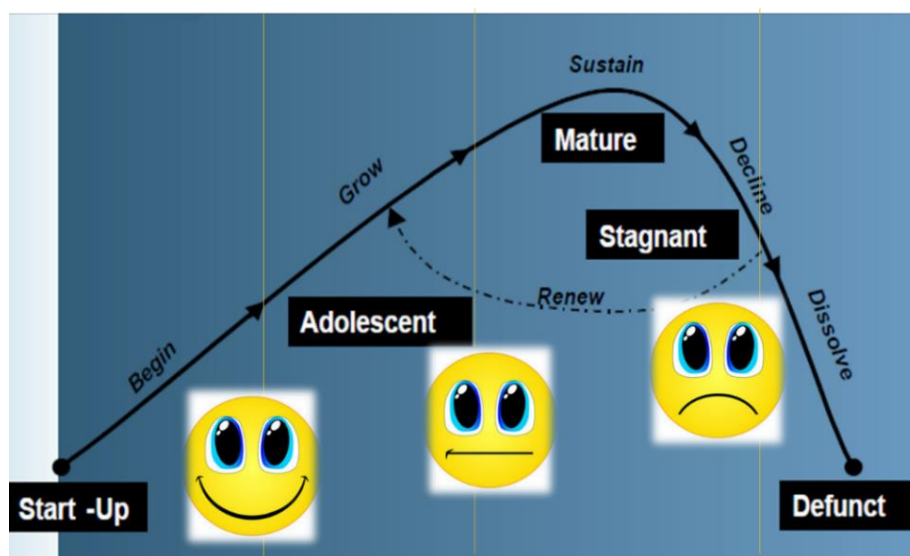 Sustain
Mature
Grow
Decline
Stagnant
Renew
Adolescent
Begin
Dissolve
Start -Up
Defunct